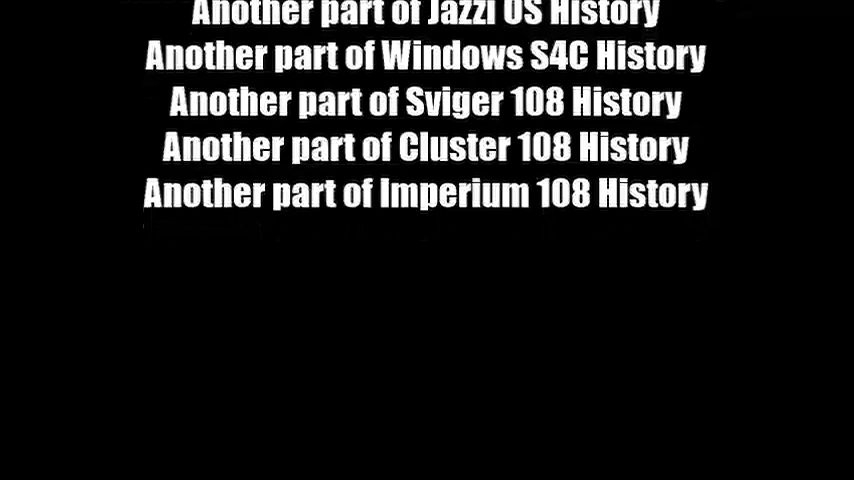 Another part of Jazzi OS History
Another part of Windows S4C History
Another part of Sviger 108 History
Another part of Cluster 108 History
Another part of Imperium 108 History